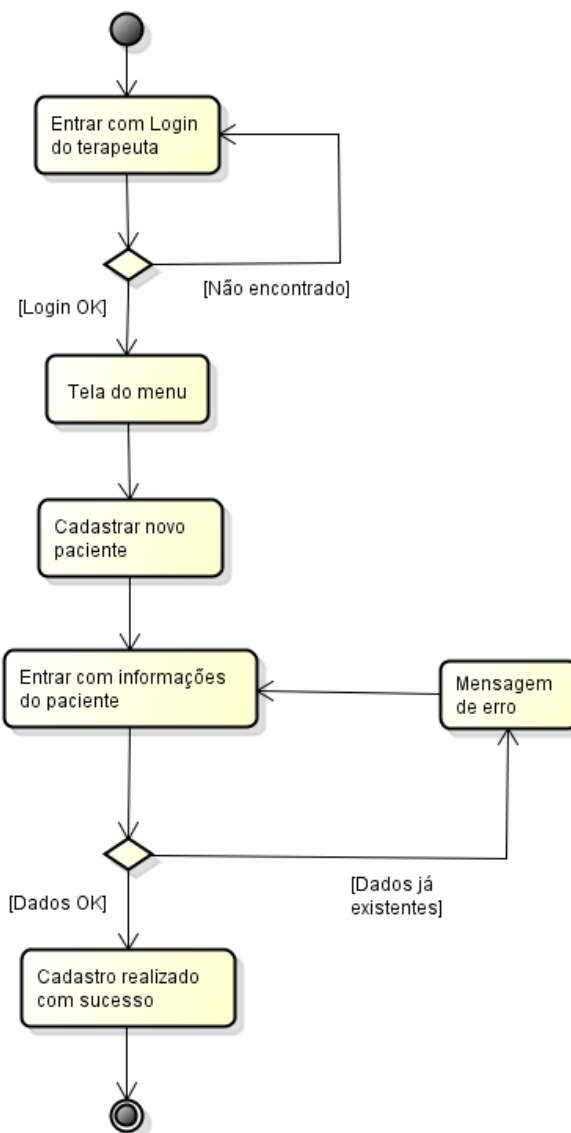 Entrar com Login
do terapeuta
[Não encontrado]
[Login OK]
Tela do menu
Cadastrar novo
paciente
Entrar com informações
do paciente
Mensagem
de erro
[Dados já
existentes]
[Dados OK]
Cadastro realizado
com sucesso